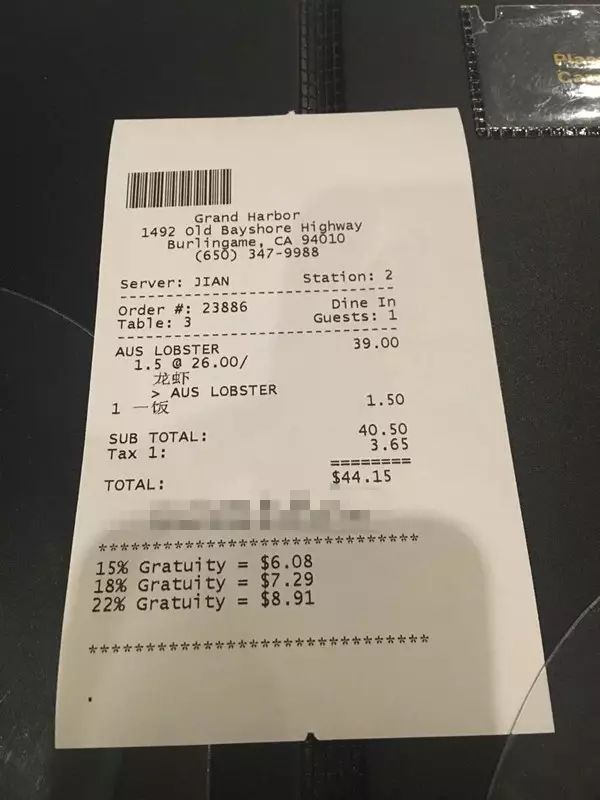 Grand Harbor
1492 Old Bayshore Highway
Burlingame, CA 94010
(650) 347-9988
Server: JIAN Station: 2
Order #: 23886 Dine In
Table: 3 Guests: 1
AUS LOBSTER 39.00
1.5 @ 26.00/
龙虾
> AUS LOBSTER
1 一饭 1.50
SUB TOTAL: 40.50
Tax 1: 3.65
========
TOTAL: $44.15
*****************************
15% Gratuity = $6.08
18% Gratuity = $7.29
22% Gratuity = $8.91
*****************************